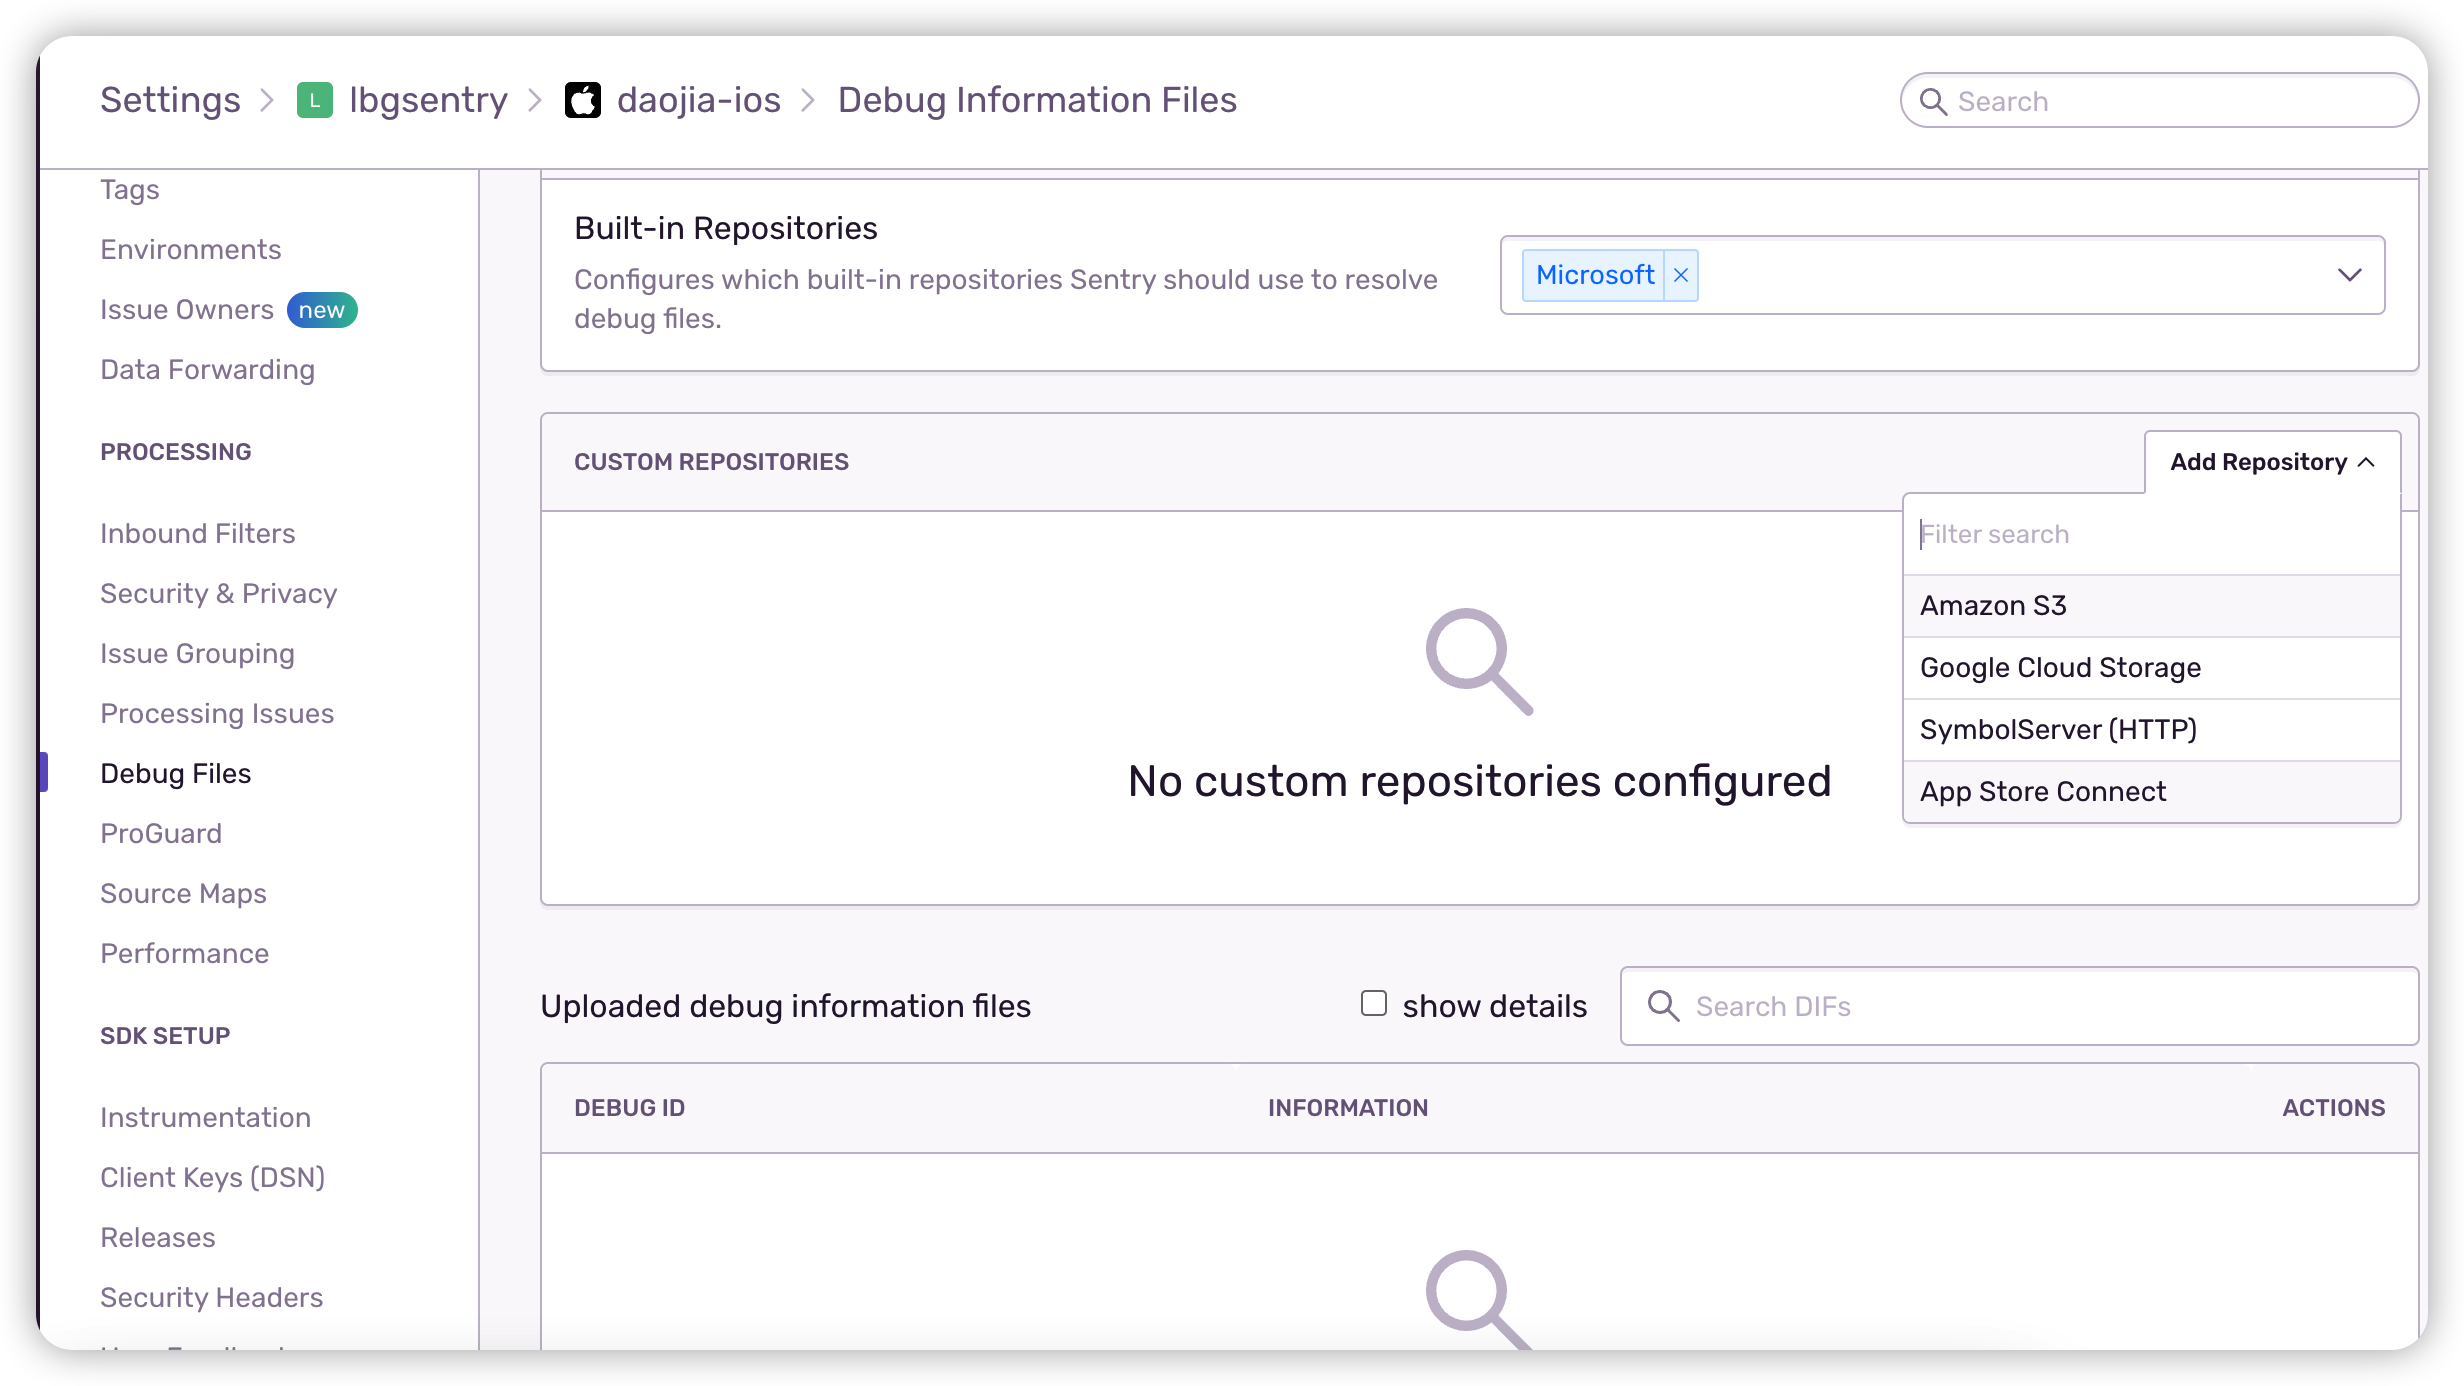 Settings > L lbgsentry > daojia-ios > Debug Information Files
Search
Tags
Environments
Issue Owners new
Data Forwarding
PROCESSING
Inbound Filters
Security & Privacy
Issue Grouping
Processing Issues
Debug Files
ProGuard
Source Maps
Performance
SDK SETUP
Instrumentation
Client Keys (DSN)
Releases
Security Headers
Built-in Repositories
Configures which built-in repositories Sentry should use to resolve
debug files.
Microsoft ×
CUSTOM REPOSITORIES
Add Repository
Filter search
Amazon S3
Google Cloud Storage
SymbolServer (HTTP)
App Store Connect
No custom repositories configured
Uploaded debug information files
show details
Search DIFs
DEBUG ID INFORMATION ACTIONS